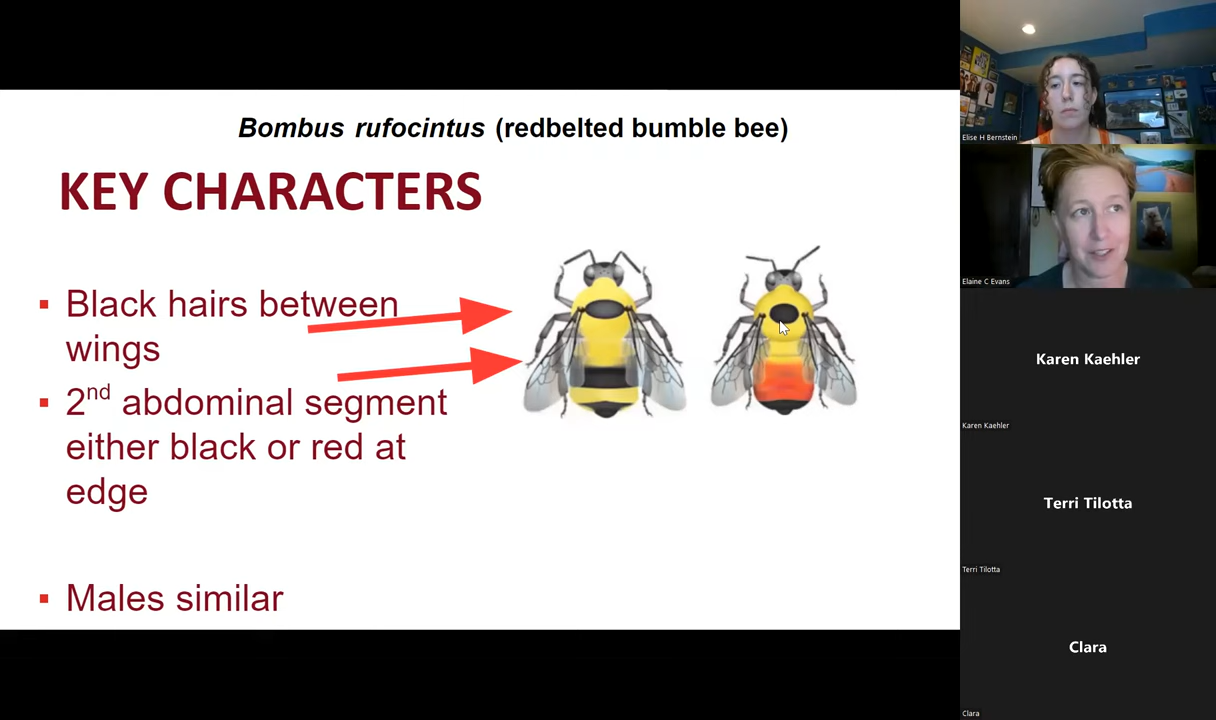 Bombus rufocintus (redbelted bumble bee)
KEY CHARACTERS
▪ Black hairs between
wings
▪ 2nd abdominal segment
either black or red at
edge
▪ Males similar
Elise H Bernstein
Elaine C Evans
Karen Kaehler
Karen Kaehler
Terri Tilotta
Terri Tilotta
Clara
Clara